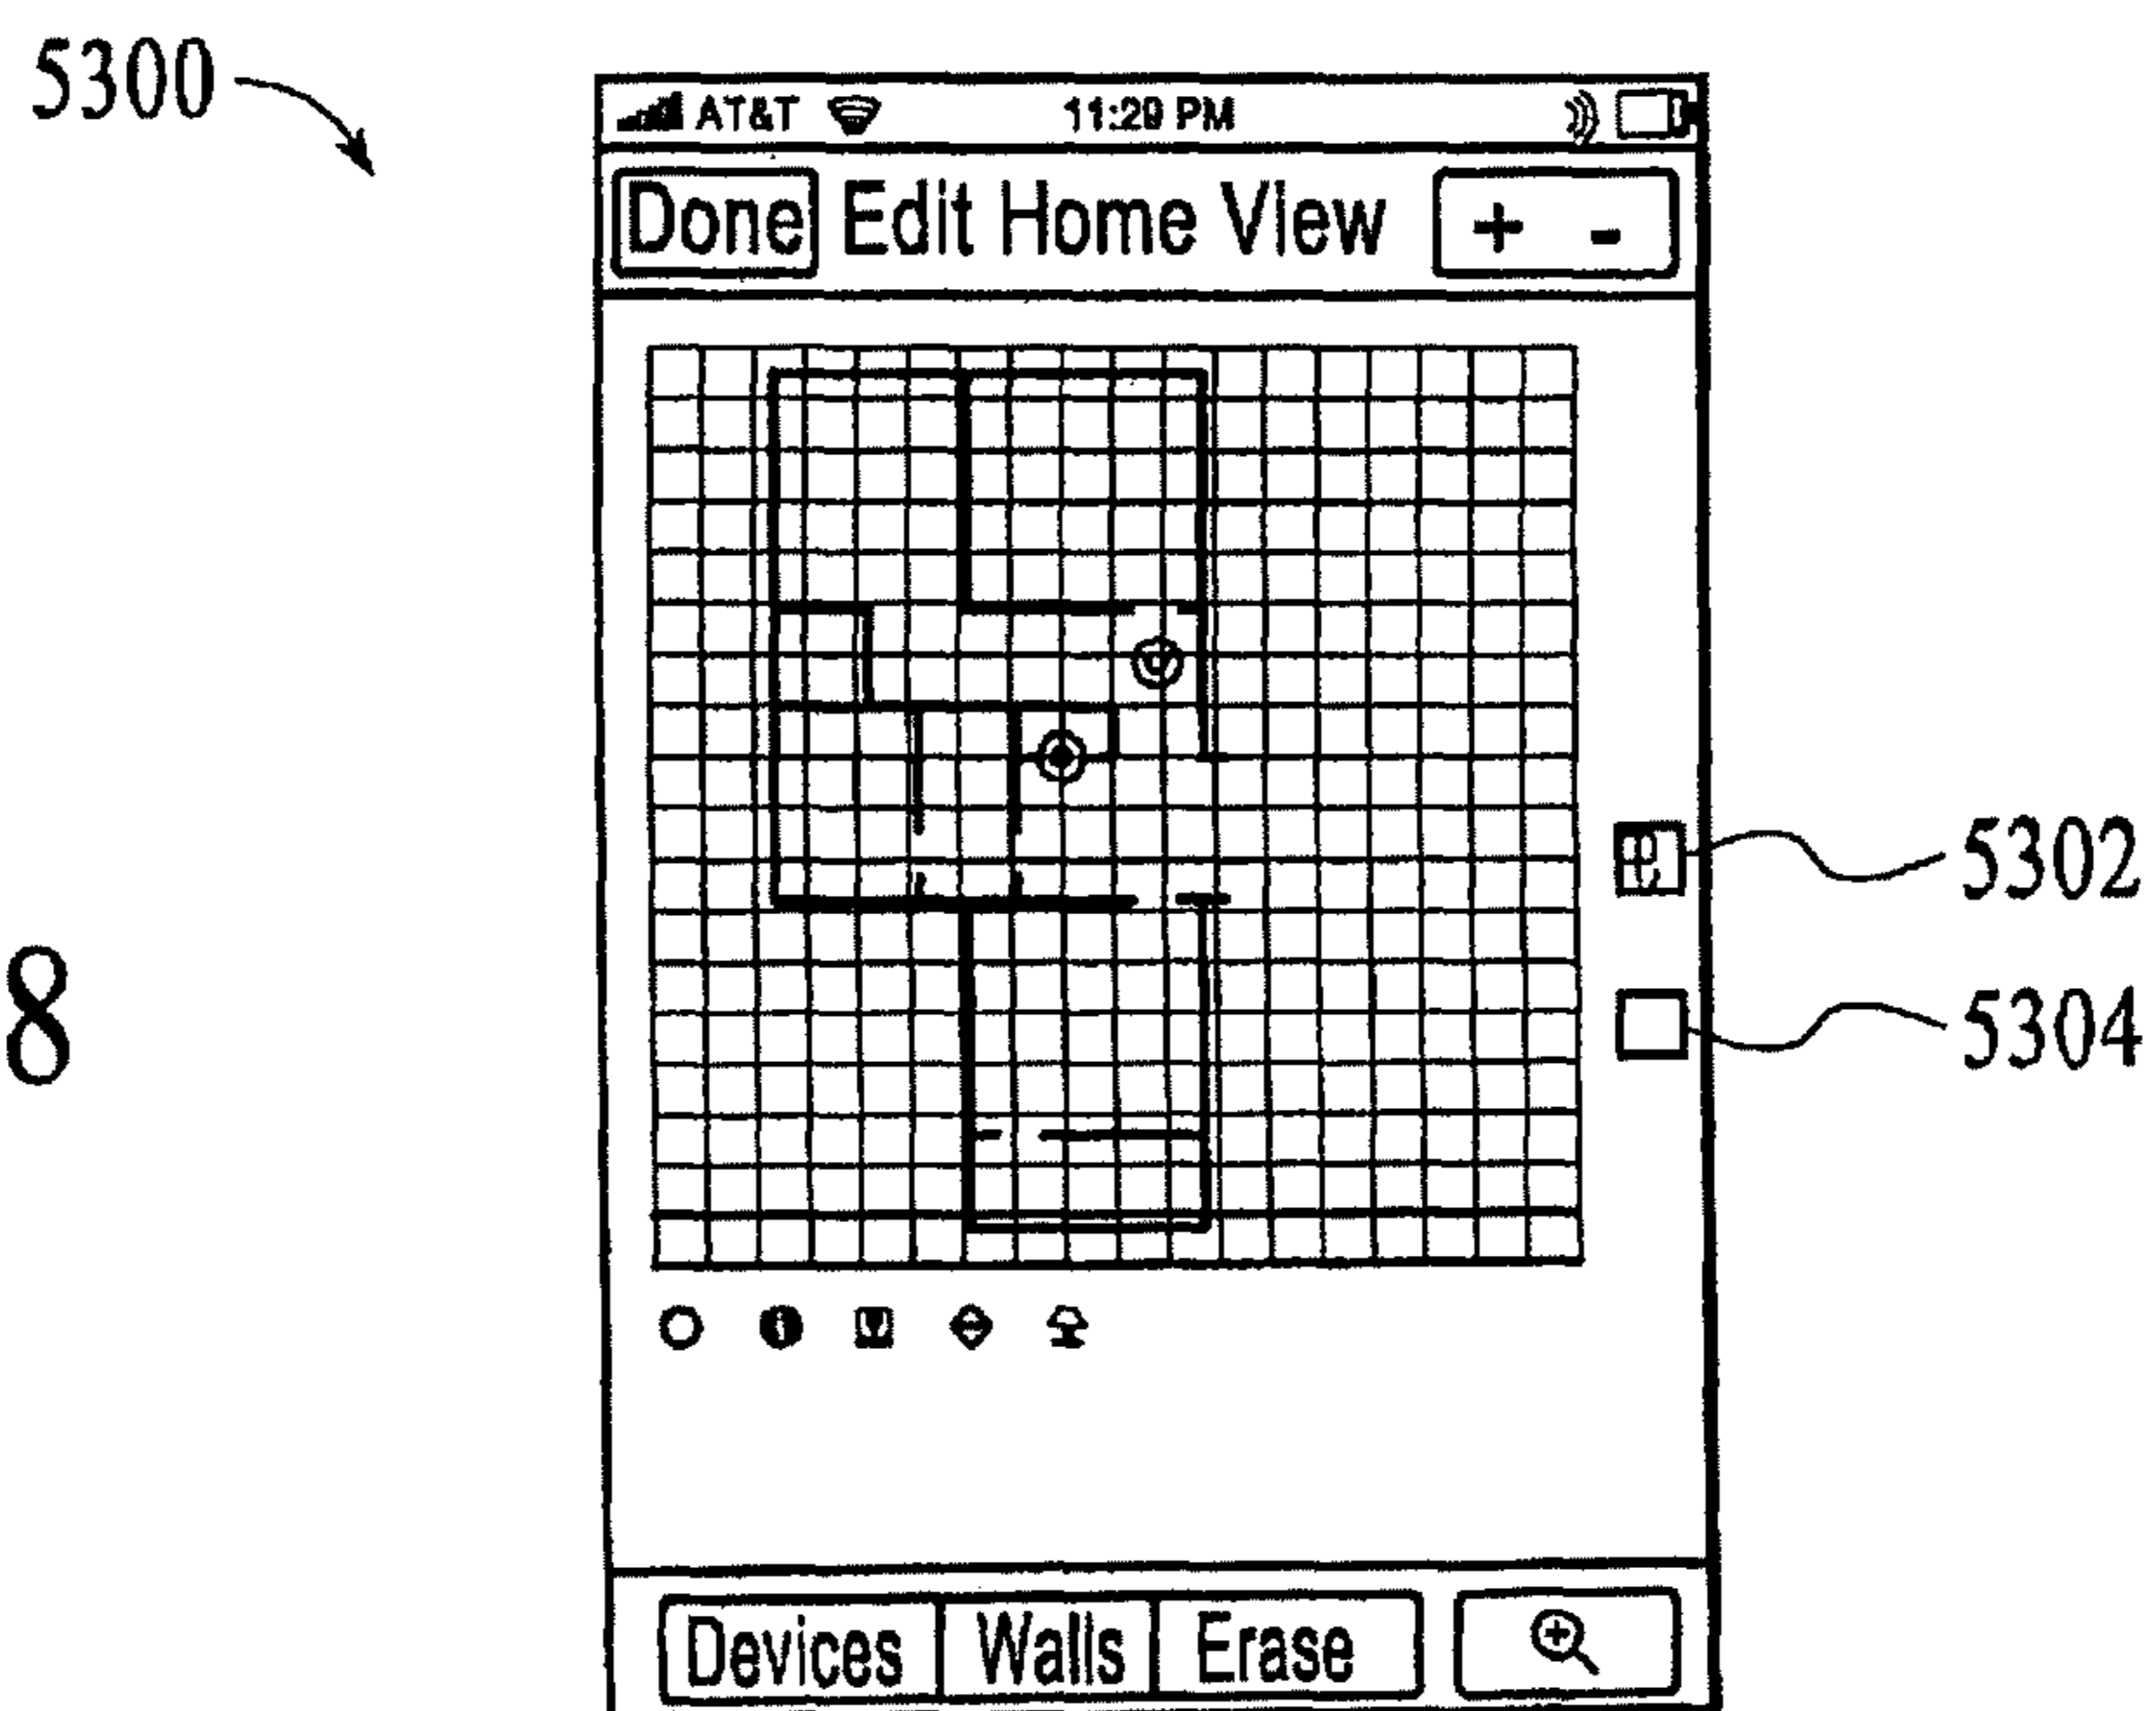 5300
AT&T 11:29 PM
Done Edit Home View + -
e 5302
8
5304
Devices Walls Erase